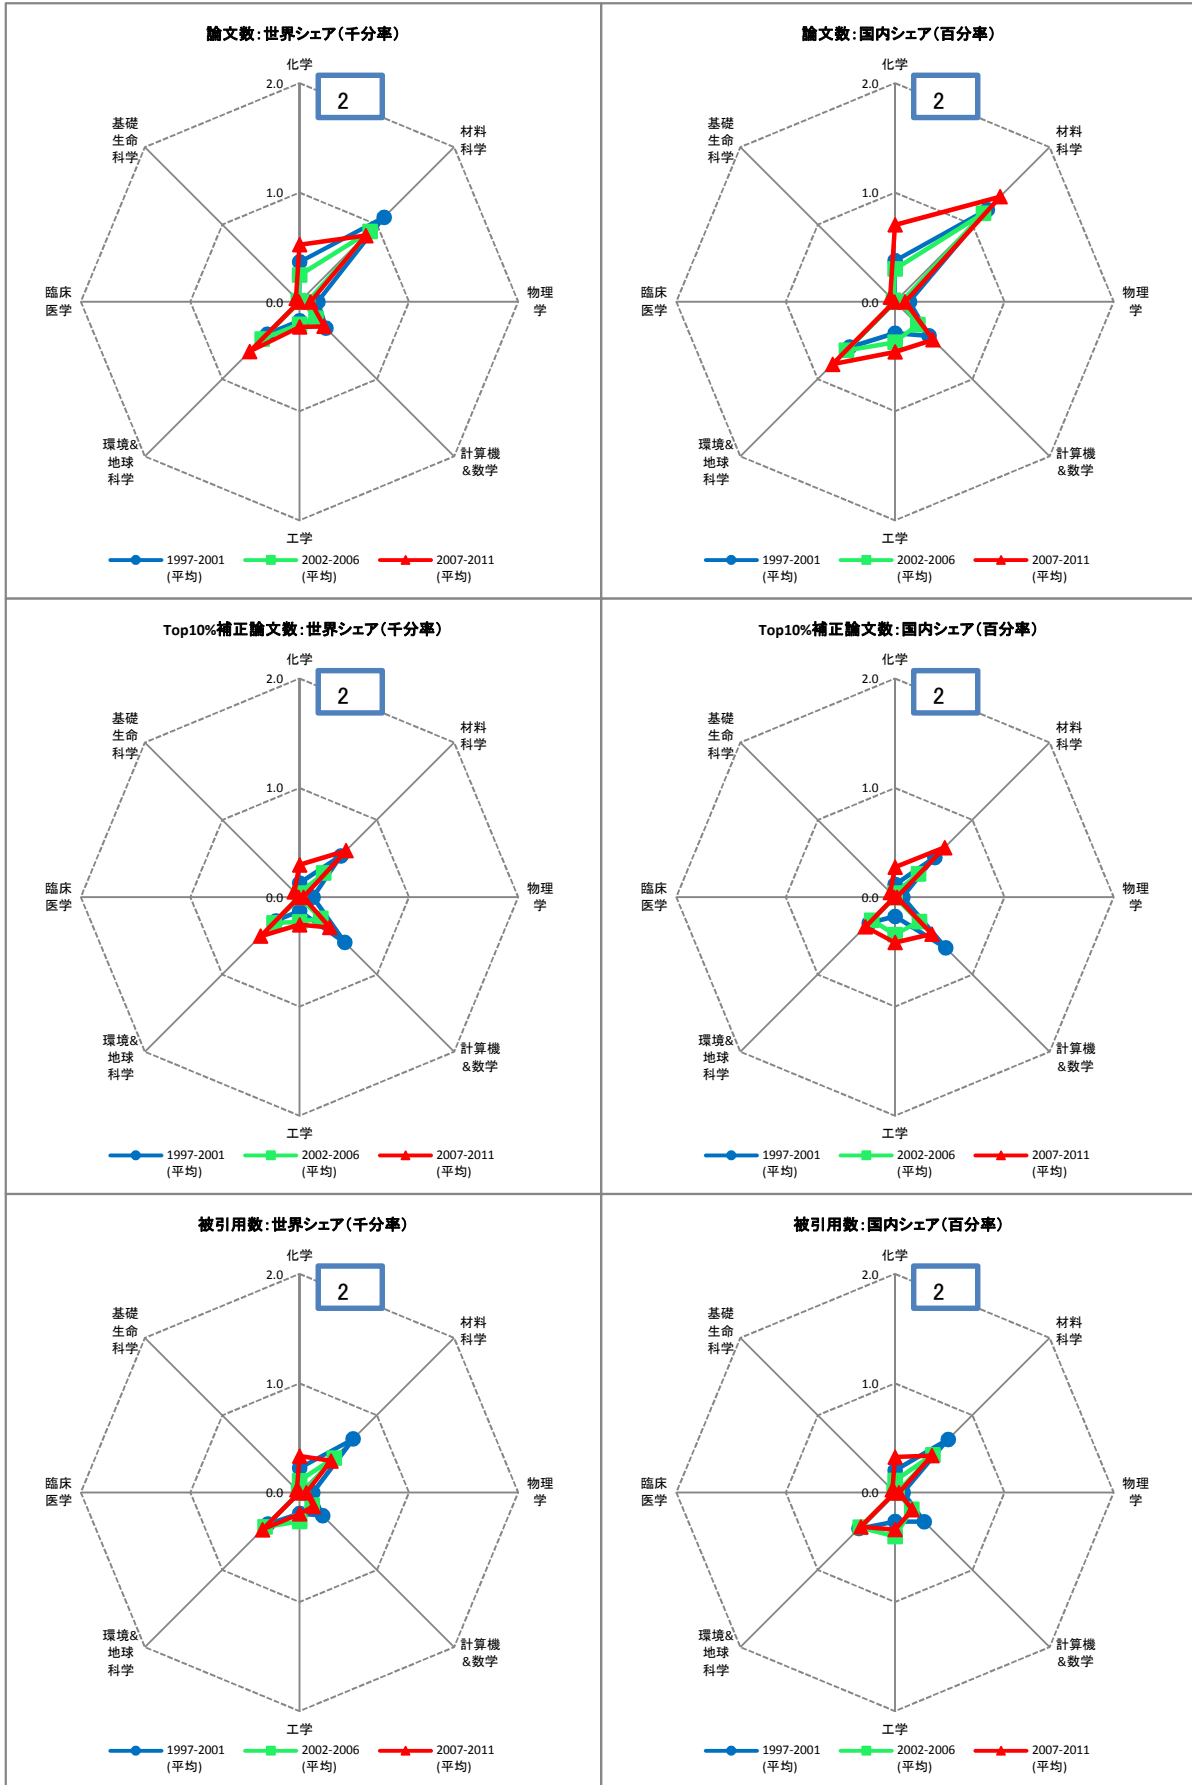 論文数:世界シェア(千分率)
化学
2.0
2
基礎
生命
科学
材料
科学
1.0
臨床
医学
0.0
物理
学
環境&
地球
科学
計算機
&数学
工学
1997-2001
(平均)
2002-2006
(平均)
2007-2011
(平均)
論文数:国内シェア(百分率)
化学
2.0
2
基礎
生命
科学
材料
科学
1.0
臨床
医学
0.0
物理
学
環境&
地球
科学
計算機
&数学
工学
1997-2001
(平均)
2002-2006
(平均)
2007-2011
(平均)
Top10%補正論文数:世界シェア(千分率)
化学
2.0
2
基礎
生命
科学
材料
科学
1.0
臨床
医学
0.0
物理
学
環境&
地球
科学
計算機
&数学
工学
1997-2001
(平均)
2002-2006
(平均)
2007-2011
(平均)
Top10%補正論文数:国内シェア(百分率)
化学
2.0
2
基礎
生命
科学
材料
科学
1.0
臨床
医学
0.0
物理
学
環境&
地球
科学
計算機
&数学
工学
1997-2001
(平均)
2002-2006
(平均)
2007-2011
(平均)
被引用数:世界シェア(千分率)
化学
2.0
2
基礎
生命
科学
材料
科学
1.0
臨床
医学
0.0
物理
学
環境&
地球
科学
計算機
&数学
工学
1997-2001
(平均)
2002-2006
(平均)
2007-2011
(平均)
被引用数:国内シェア(百分率)
化学
2.0
2
基礎
生命
科学
材料
科学
1.0
臨床
医学
0.0
物理
学
環境&
地球
科学
計算機
&数学
工学
1997-2001
(平均)
2002-2006
(平均)
2007-2011
(平均)